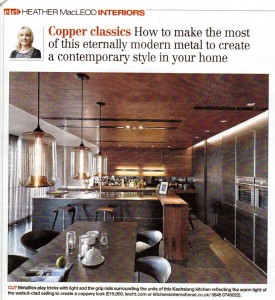 etc HEATHER MacLEOD INTERIORS
Copper classics How to make the most
of this eternally modern metal to create
a contemporary style in your home
CU? Metallics play tricks with light and the grip rails surrounding the units of this Kaohsiung kitchen reflecting the warm light of
the walnut-clad ceiling to create a coppery look (£15,000, leicht.com or kitchensinternational.co.uk/ 0845 0740022).